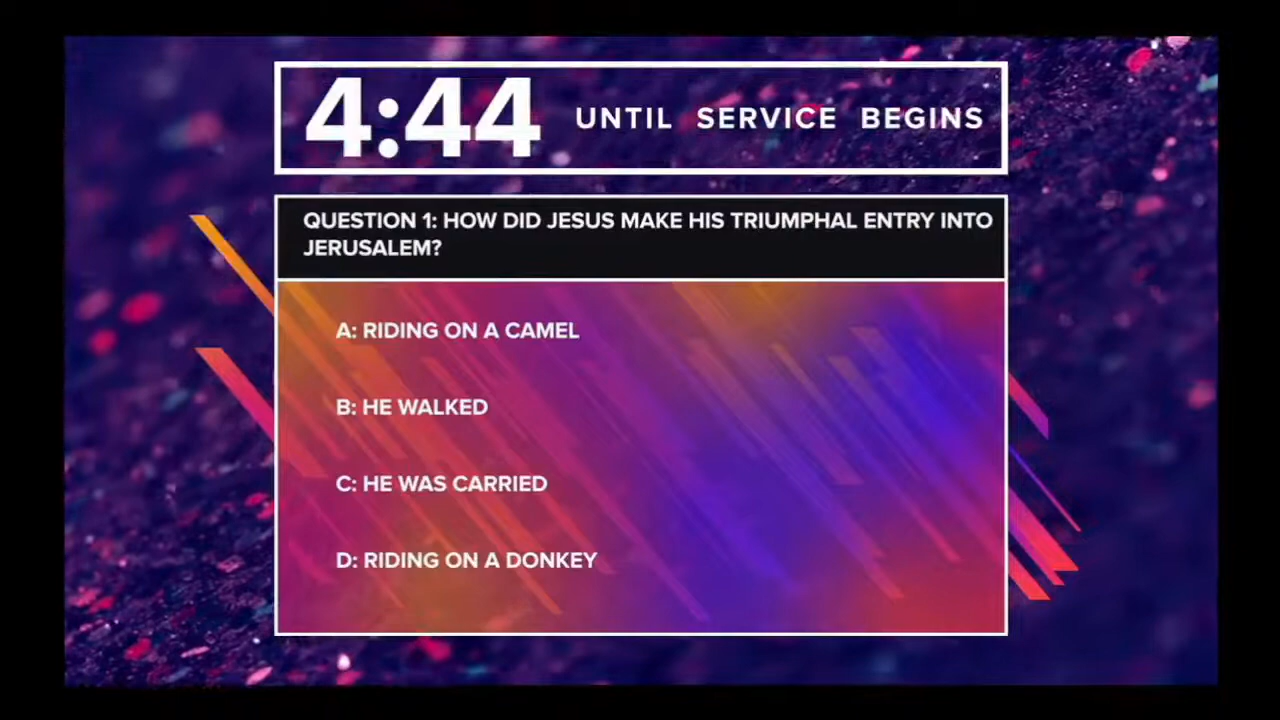 4:44 UNTIL SERVICE BEGINS
QUESTION 1: HOW DID JESUS MAKE HIS TRIUMPHAL ENTRY INTO
JERUSALEM?
A: RIDING ON A CAMEL
B: HE WALKED
C: HE WAS CARRIED
D: RIDING ON A DONKEY